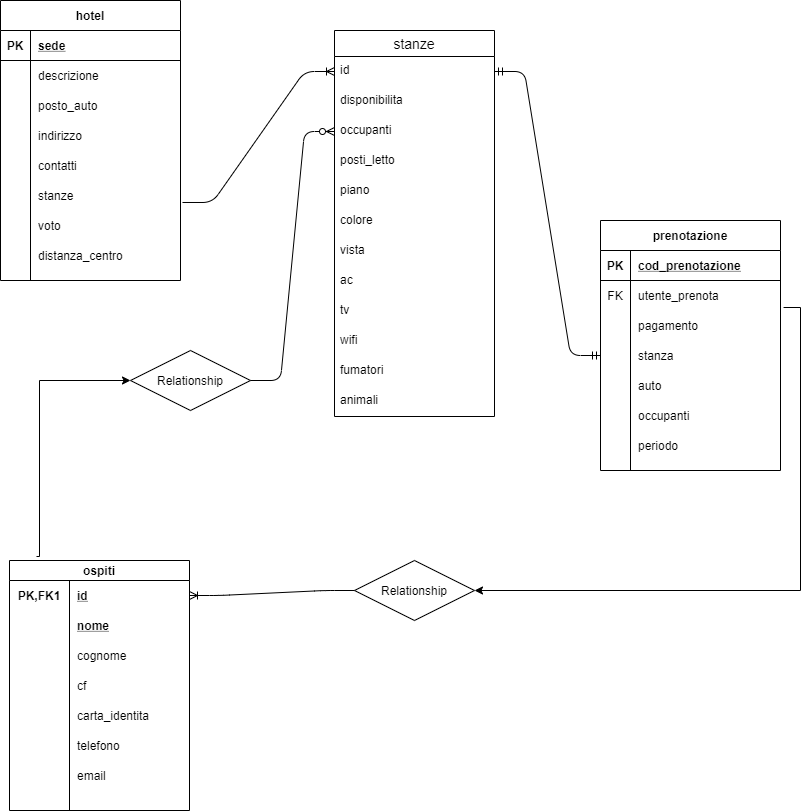 hotel
PK sede
descrizione
posto_auto
indirizzo
contatti
stanze
voto
distanza_centro
stanze
id
disponibilita
occupanti
posti_letto
piano
colore
vista
ac
tv
wifi
fumatori
animali
prenotazione
PK cod_prenotazione
FK utente_prenota
pagamento
stanza
auto
occupanti
periodo
Relationship
ospiti
PK,FK1 id
nome
cognome
cf
carta_identita
telefono
email
Relationship